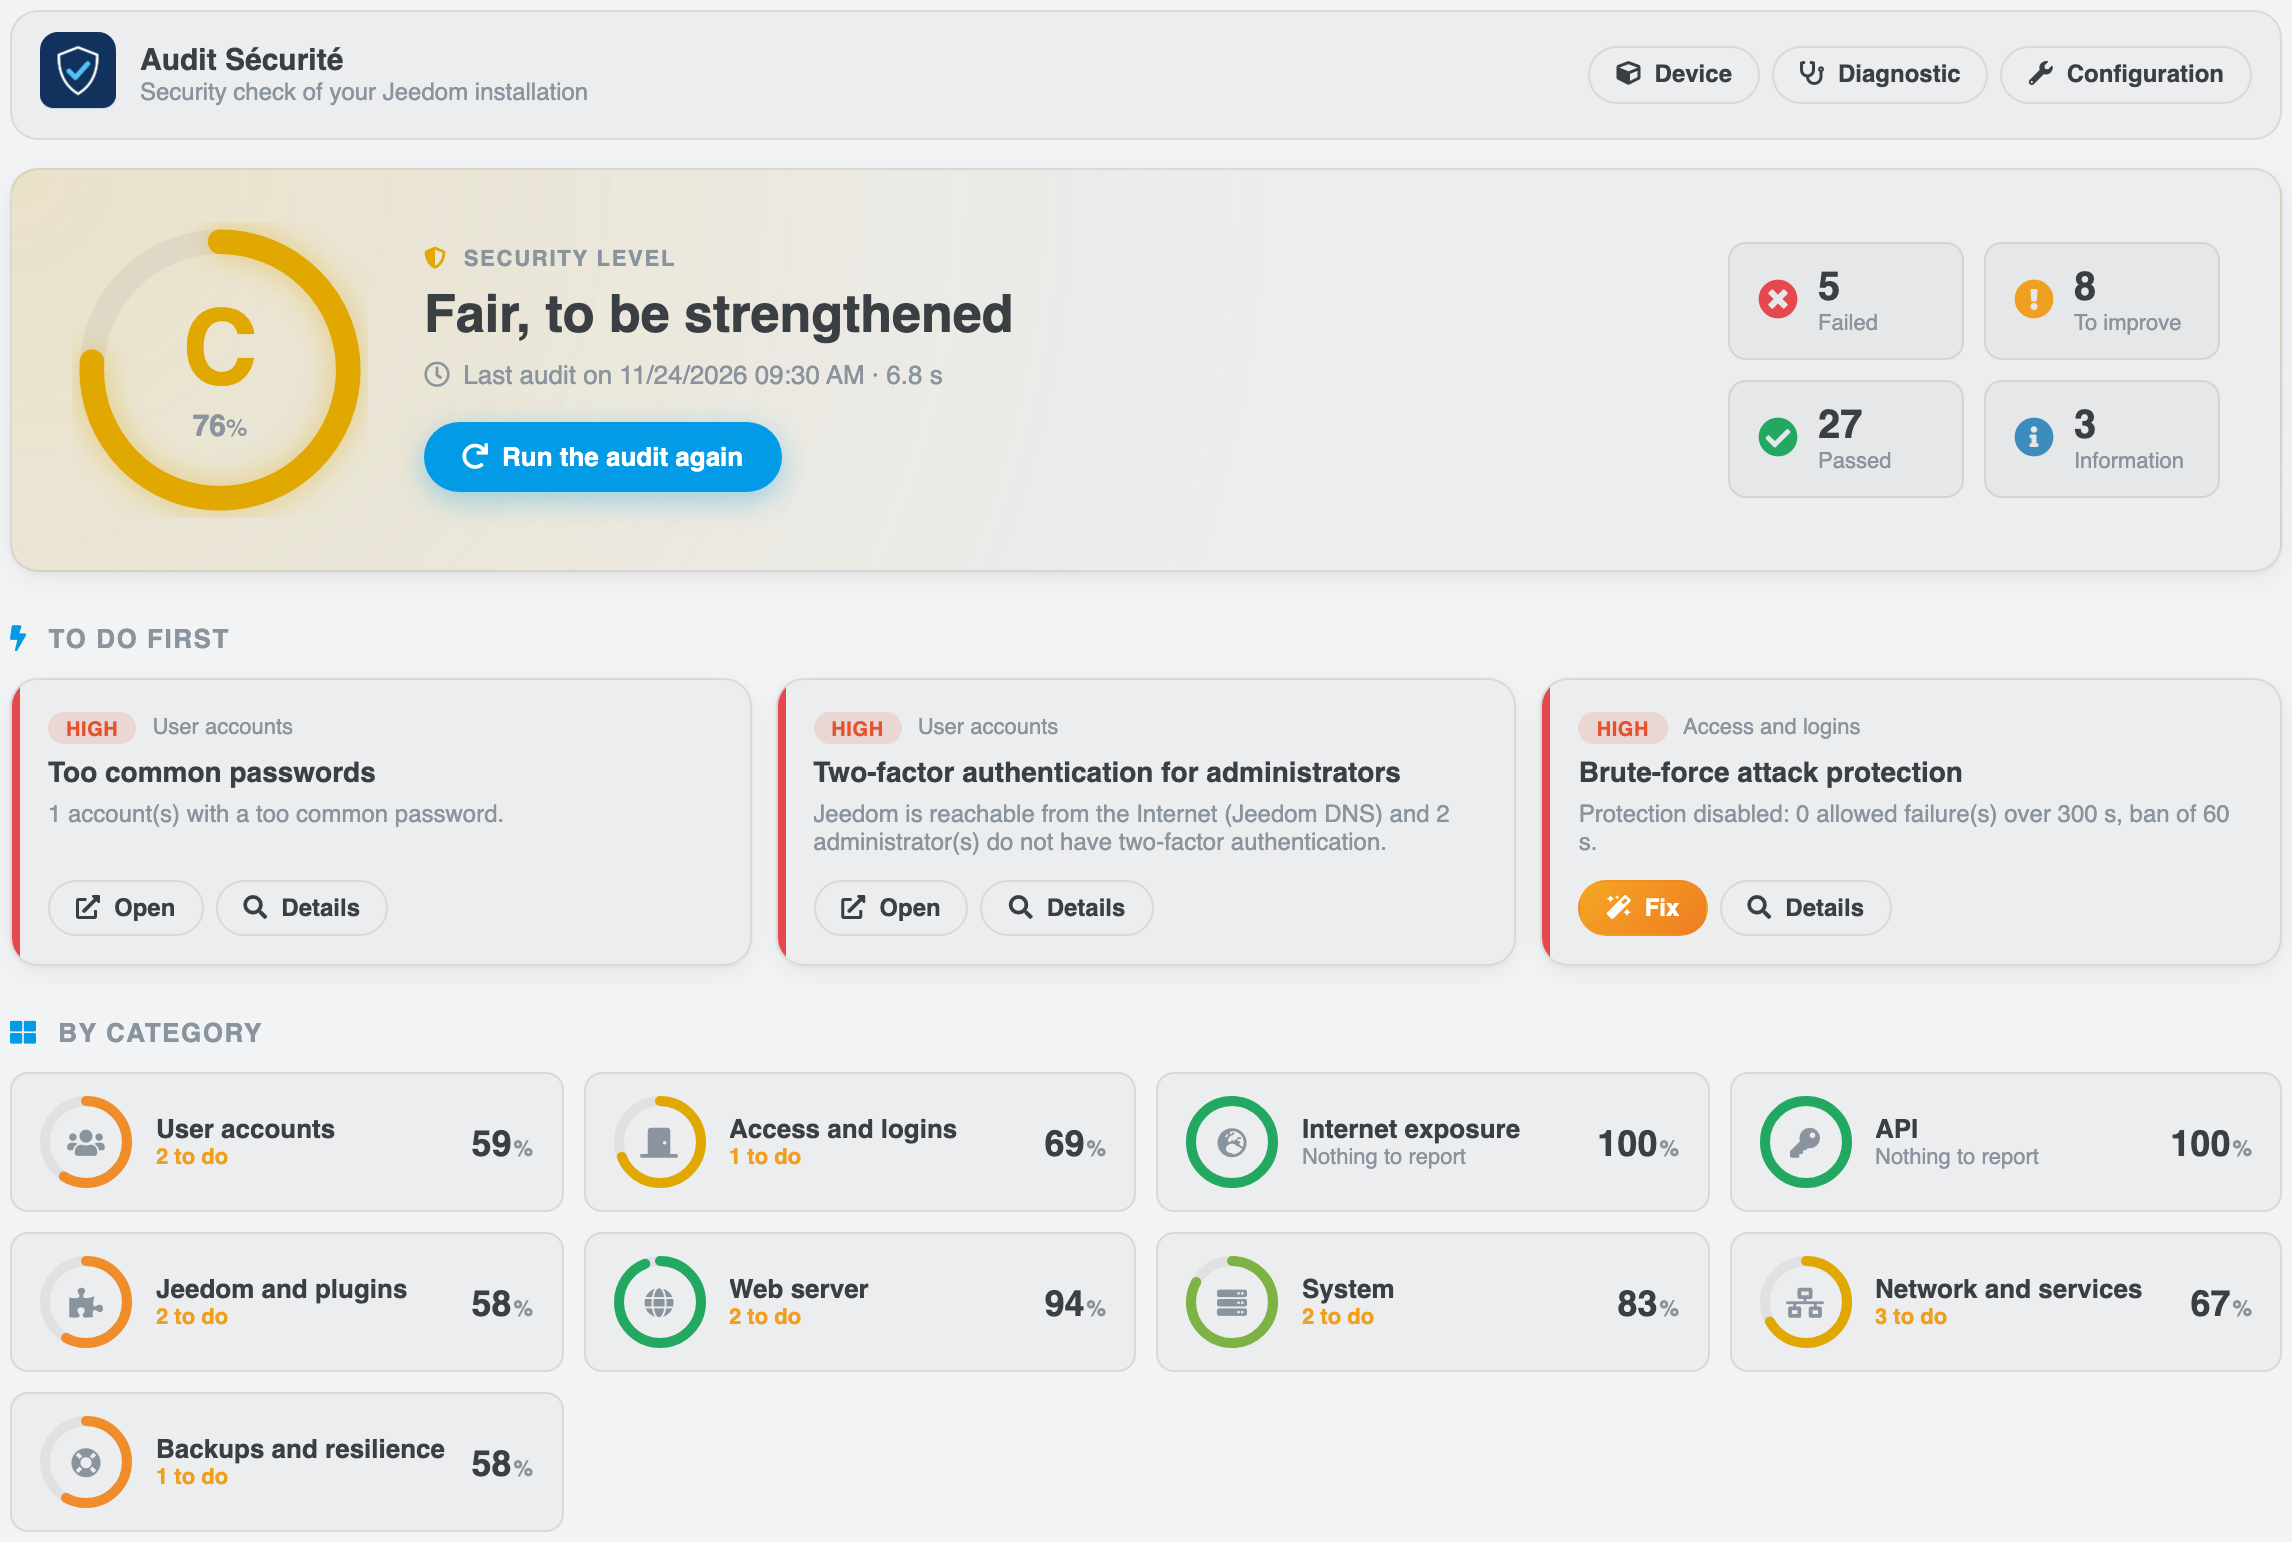 Audit Sécurité
Security check of your Jeedom installation
Device
Diagnostic
Configuration
C
76%
SECURITY LEVEL
Fair, to be strengthened
Last audit on 11/24/2026 09:30 AM · 6.8 s
Run the audit again
5
Failed
8
To improve
27
Passed
3
Information
TO DO FIRST
HIGH User accounts
Too common passwords
1 account(s) with a too common password.
Open
Details
HIGH User accounts
Two-factor authentication for administrators
Jeedom is reachable from the Internet (Jeedom DNS) and 2
administrator(s) do not have two-factor authentication.
Open
Details
HIGH Access and logins
Brute-force attack protection
Protection disabled: 0 allowed failure(s) over 300 s, ban of 60
s.
Fix
Details
BY CATEGORY
User accounts
2 to do
59%
Access and logins
1 to do
69%
Internet exposure
Nothing to report
100%
API
Nothing to report
100%
Jeedom and plugins
2 to do
58%
Web server
2 to do
94%
System
2 to do
83%
Network and services
3 to do
67%
Backups and resilience
1 to do
58%